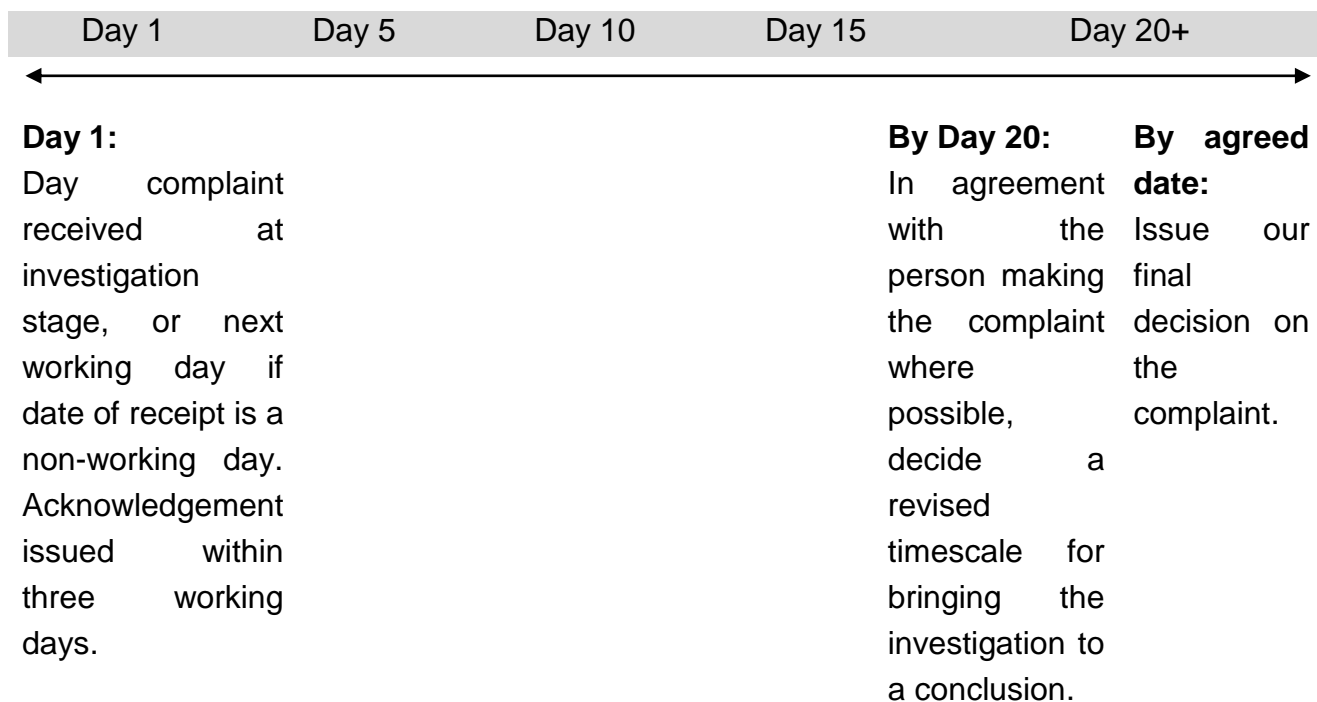 Day 1 Day 5 Day 10 Day 15 Day 20+
Day 1:
Day complaint
received at
investigation
stage, or next
working day if
date of receipt is a
non-working day.
Acknowledgement
issued within
three working
days.
By Day 20:
In agreement
with the
person making
the complaint
where
possible,
decide a
revised
timescale for
bringing the
investigation to
a conclusion.
By agreed
date:
Issue our
final
decision on
the
complaint.